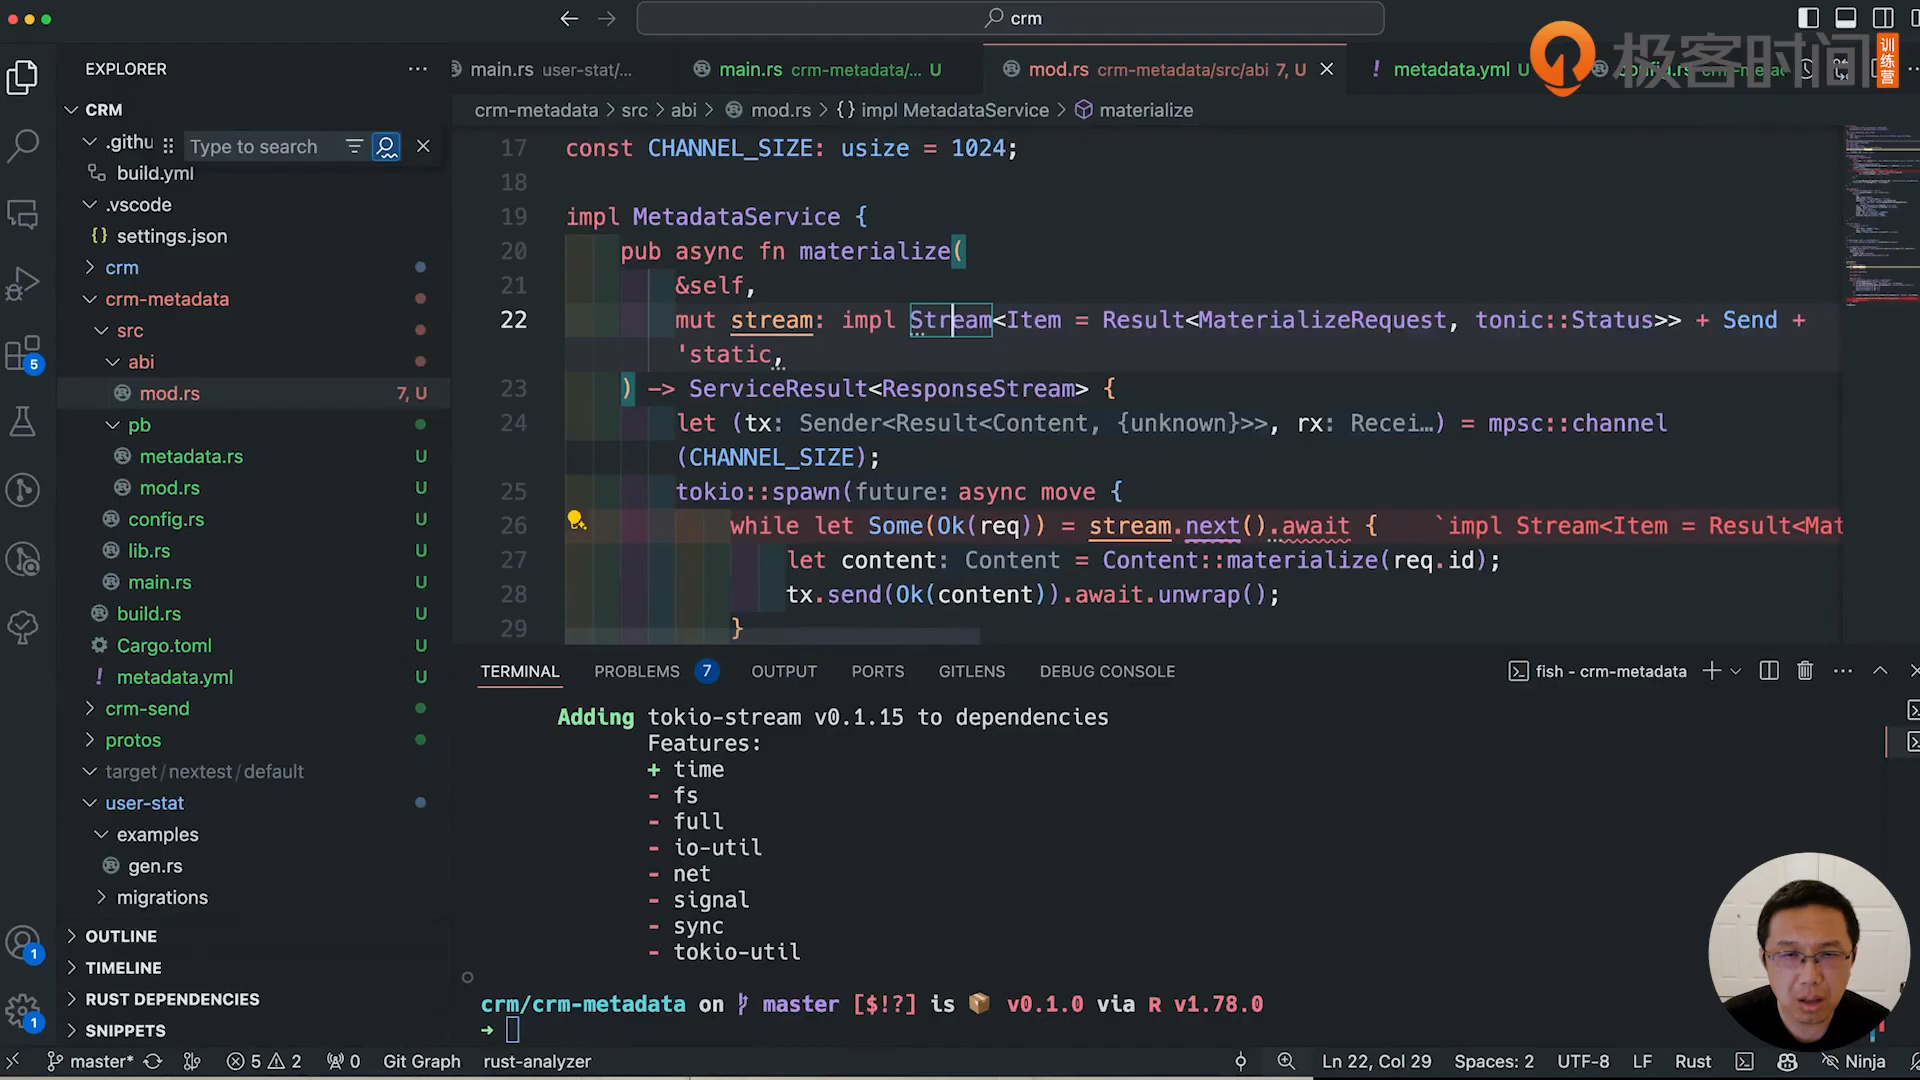 crm
EXPLORER
CRM
.githu
Type to search
build.yml
.vscode
settings.json
crm
crm-metadata
src
abi
mod.rs 7, U
pb
metadata.rs U
mod.rs U
config.rs U
lib.rs U
main.rs U
build.rs U
Cargo.toml U
metadata.yml U
crm-send
protos
target/nextest/default
user-stat
examples
gen.rs
migrations
OUTLINE
TIMELINE
RUST DEPENDENCIES
SNIPPETS
5
1
1
main.rs user-stat/...
main.rs crm-metadata/... U
mod.rs crm-metadata/src/abi 7, U
metadata.yml U
极客时间
训练营
crm-metadata > src > abi > mod.rs > {} impl MetadataService > materialize
17 const CHANNEL_SIZE: usize = 1024;
18
19 impl MetadataService {
20 pub async fn materialize(
21 &self,
22 mut stream: impl Stream<Item = Result<MaterializeRequest, tonic::Status>> + Send +
'static,
23 ) -> ServiceResult<ResponseStream> {
24 let (tx: Sender<Result<Content, {unknown}>>, rx: Recei…) = mpsc::channel
(CHANNEL_SIZE);
25 tokio::spawn(future: async move {
26 while let Some(Ok(req)) = stream.next().await { `impl Stream<Item = Result<Mat
27 let content: Content = Content::materialize(req.id);
28 tx.send(Ok(content)).await.unwrap();
29 }
TERMINAL PROBLEMS 7 OUTPUT PORTS GITLENS DEBUG CONSOLE
fish - crm-metadata
Adding tokio-stream v0.1.15 to dependencies
Features:
+ time
- fs
- full
- io-util
- net
- signal
- sync
- tokio-util
crm/crm-metadata on master [$!?] is v0.1.0 via R v1.78.0
→
master* 5 2 0 Git Graph rust-analyzer
Ln 22, Col 29 Spaces: 2 UTF-8 LF Rust Ninja